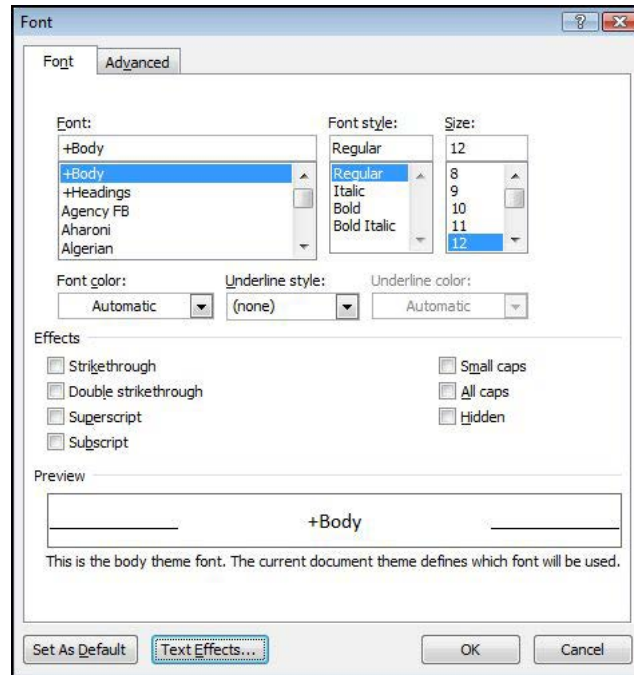 Font
Font Advanced
Font: Font style: Size:
+Body Regular 12
+Body Regular 8
+Headings Italic 9
Agency FB Bold 10
Aharoni Bold Italic 11
Algerian 12
Font color: Underline style: Underline color:
Automatic (none) Automatic
Effects
Strikethrough Small caps
Double strikethrough All caps
Superscript Hidden
Subscript
Preview
+Body
This is the body theme font. The current document theme defines which font will be used.
Set As Default Text Effects... OK Cancel